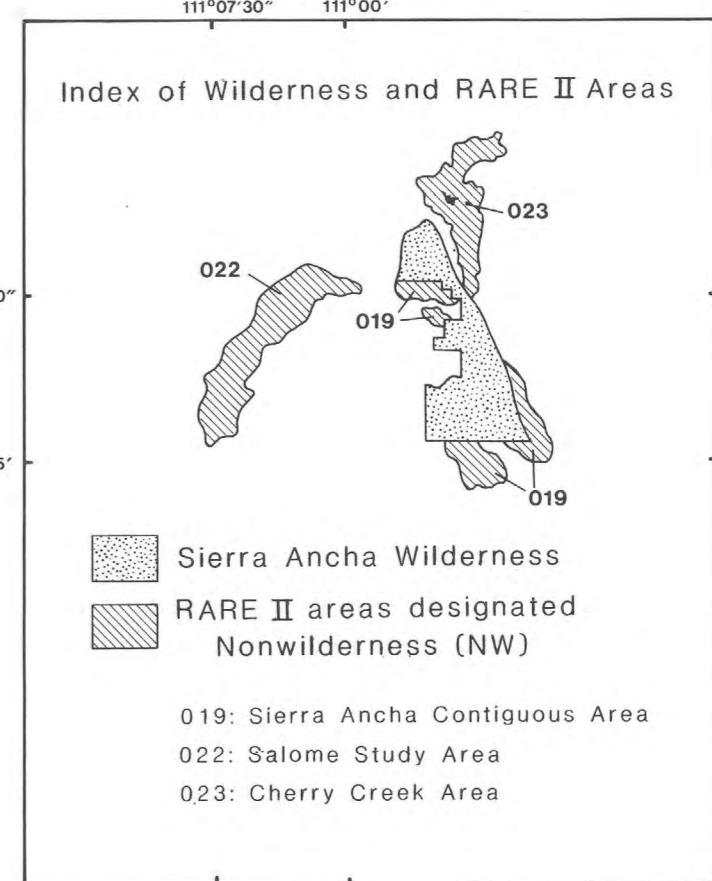 111°07'30" 111°00'
Index of Wilderness and RARE II Areas
023
022
0"
019
5'
019
Sierra Ancha Wilderness
RARE II areas designated
Nonwilderness (NW)
019: Sierra Ancha Contiguous Area
022: Salome Study Area
023: Cherry Creek Area